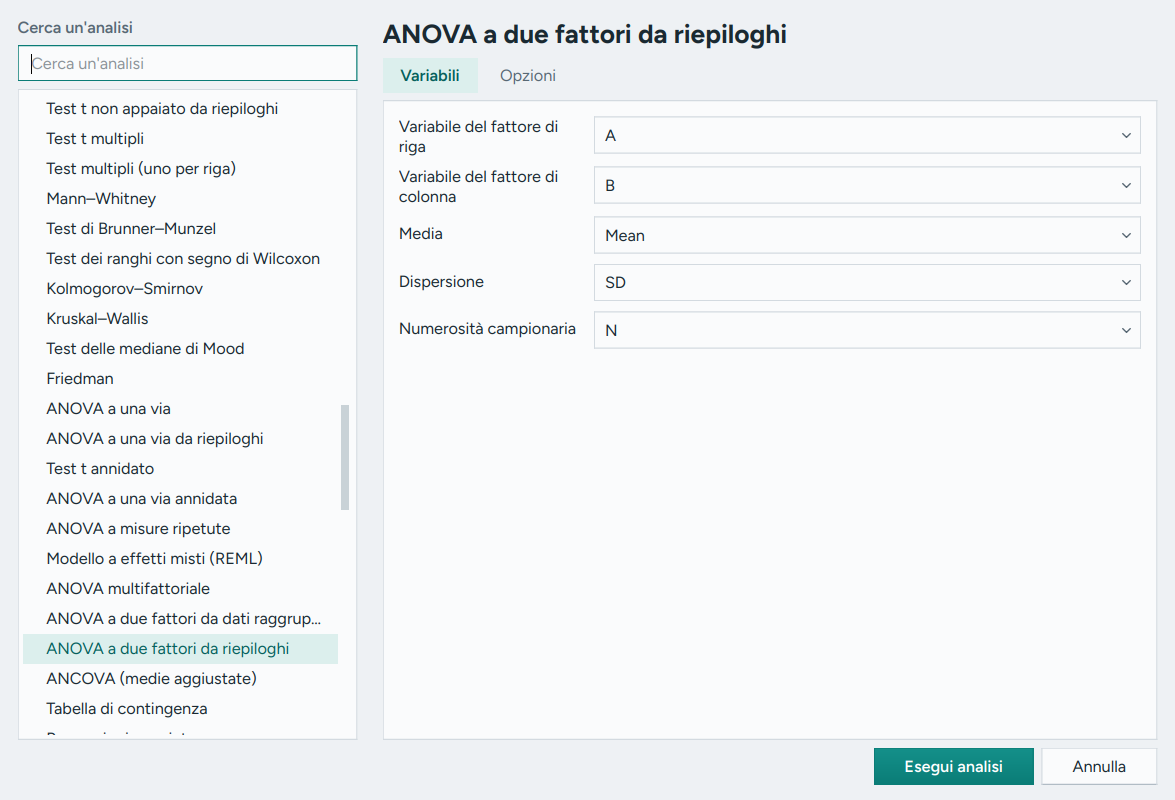 Cerca un'analisi
Cerca un'analisi
Test t non appaiato da riepiloghi
Test t multipli
Test multipli (uno per riga)
Mann–Whitney
Test di Brunner–Munzel
Test dei ranghi con segno di Wilcoxon
Kolmogorov–Smirnov
Kruskal–Wallis
Test delle mediane di Mood
Friedman
ANOVA a una via
ANOVA a una via da riepiloghi
Test t annidato
ANOVA a una via annidata
ANOVA a misure ripetute
Modello a effetti misti (REML)
ANOVA multifattoriale
ANOVA a due fattori da dati raggrup...
ANOVA a due fattori da riepiloghi
ANCOVA (medie aggiustate)
Tabella di contingenza
ANOVA a due fattori da riepiloghi
Variabili
Opzioni
Variabile del fattore di
riga
A
Variabile del fattore di
colonna
B
Media
Mean
Dispersione
SD
Numerosità campionaria
N
Esegui analisi
Annulla